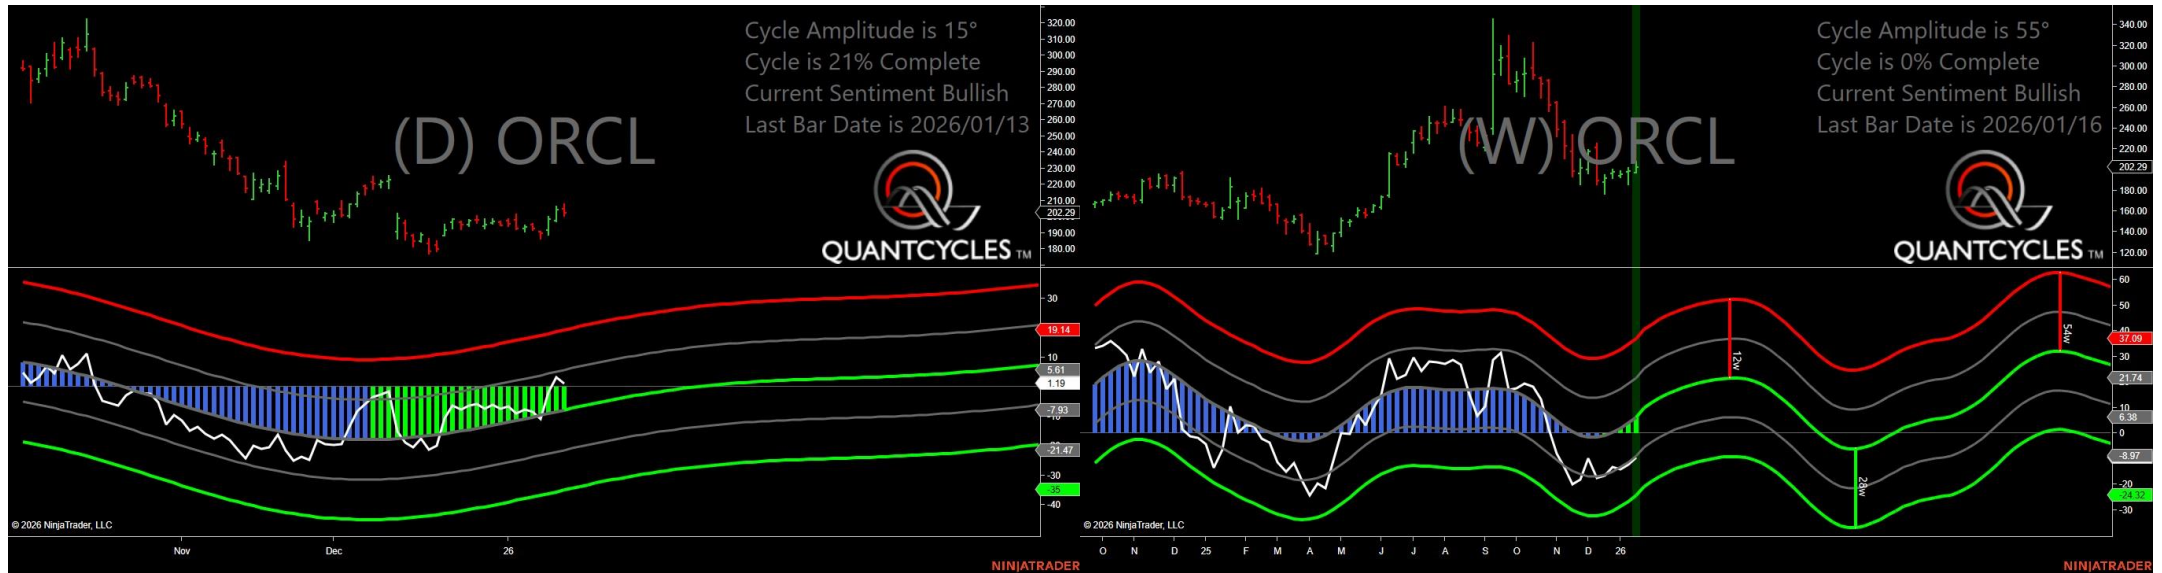 Cycle Amplitude is 15°
Cycle is 21% Complete
Current Sentiment Bullish
Last Bar Date is 2026/01/13
(D) ORCL
QUANTCYCLES TM
320.00
310.00
300.00
290.00
280.00
270.00
260.00
250.00
240.00
230.00
220.00
210.00
202.29
190.00
180.00
30
19.14
10
5.61
1.19
-7.93
-21.47
-30
-35
-40
© 2026 NinjaTrader, LLC
Nov
Dec
26
NINJATRADER
Cycle Amplitude is 55°
Cycle is 0% Complete
Current Sentiment Bullish
Last Bar Date is 2026/01/16
(W) ORCL
QUANTCYCLES TM
340.00
320.00
300.00
280.00
260.00
240.00
220.00
202.29
180.00
160.00
140.00
120.00
12w
28w
54w
60
50
40
37.09
30
21.74
10
6.38
0
-8.97
-20
-24.32
-30
© 2026 NinjaTrader, LLC
O N D 25 F M A M J J A S O N D 26
NINJATRADER